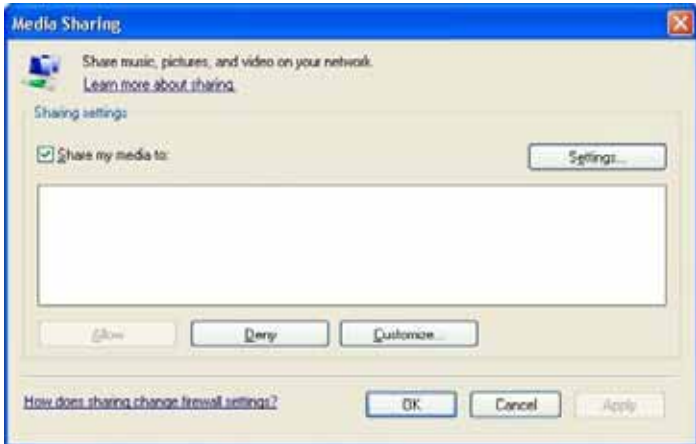 Media Sharing
Share music, pictures, and video on your network.
Learn more about sharing.
Sharing settings
Share my media to:
Settings...
Allow
Deny
Customize...
How does sharing change firewall settings?
OK
Cancel
Apply